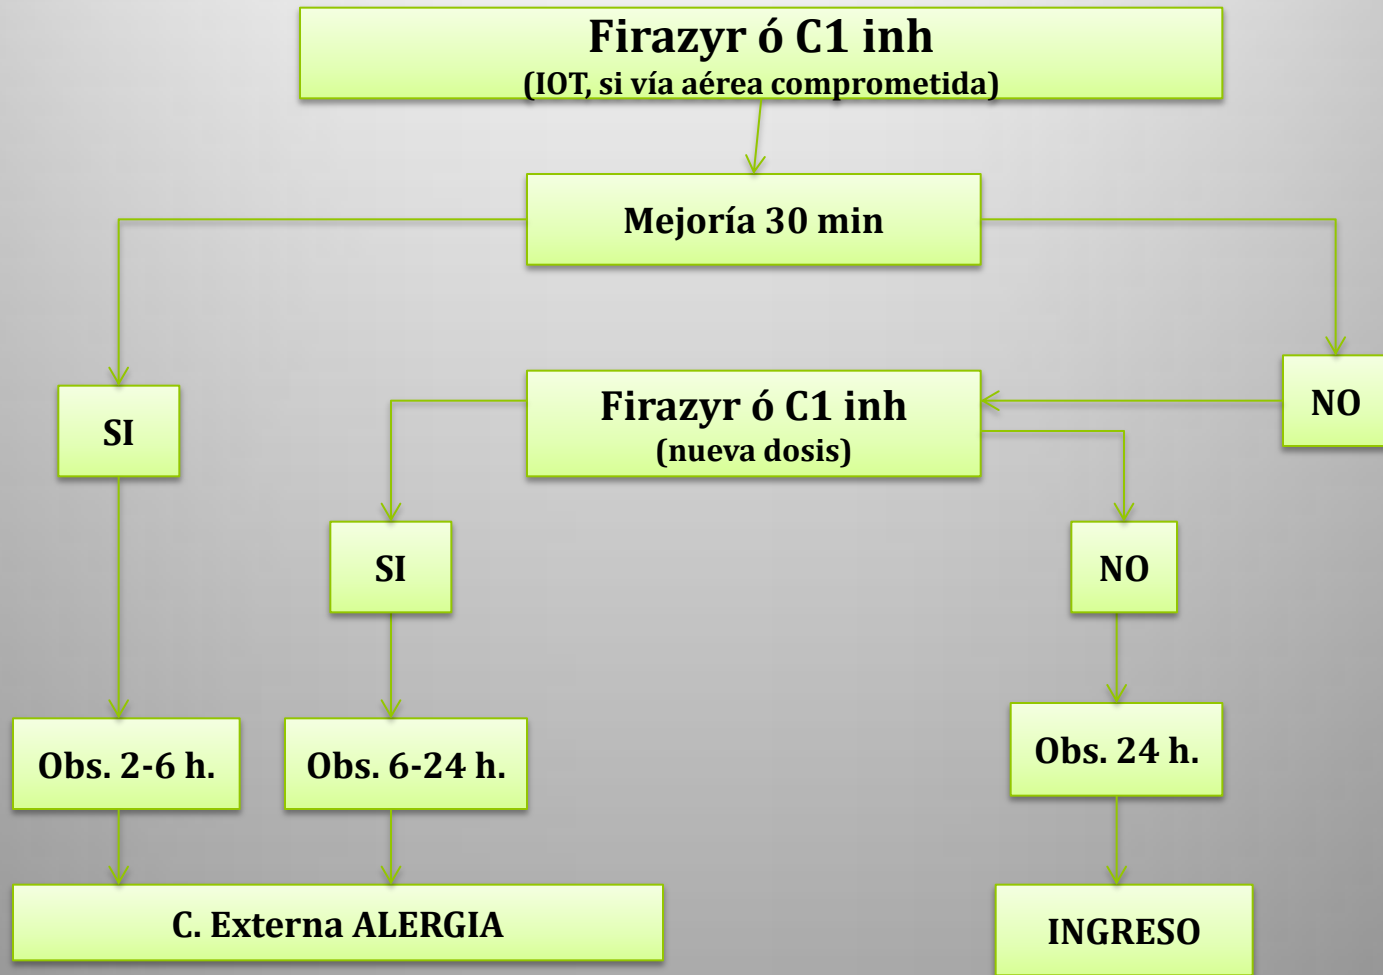 Firazyr ó C1 inh
(IOT, si vía aérea comprometida)
Mejoría 30 min
SI
Firazyr ó C1 inh
(nueva dosis)
NO
SI
NO
Obs. 2-6 h.
Obs. 6-24 h.
Obs. 24 h.
C. Externa ALERGIA
INGRESO